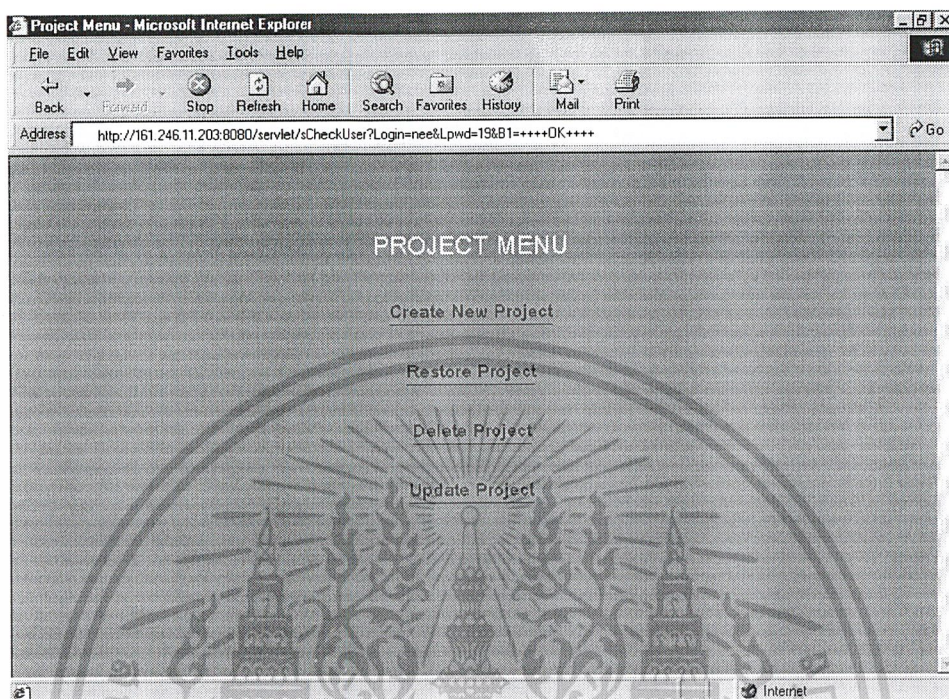 Project Menu - Microsoft Internet Explorer
File Edit View Favorites Tools Help
Back Forward Stop Refresh Home Search Favorites History Mail Print
Address http://161.246.11.203:8080/servlet/sCheckUser?Login=nee&Lpwd=19&B1=++++OK++++ Go
PROJECT MENU
Create New Project
Restore Project
Delete Project
Update Project
Internet